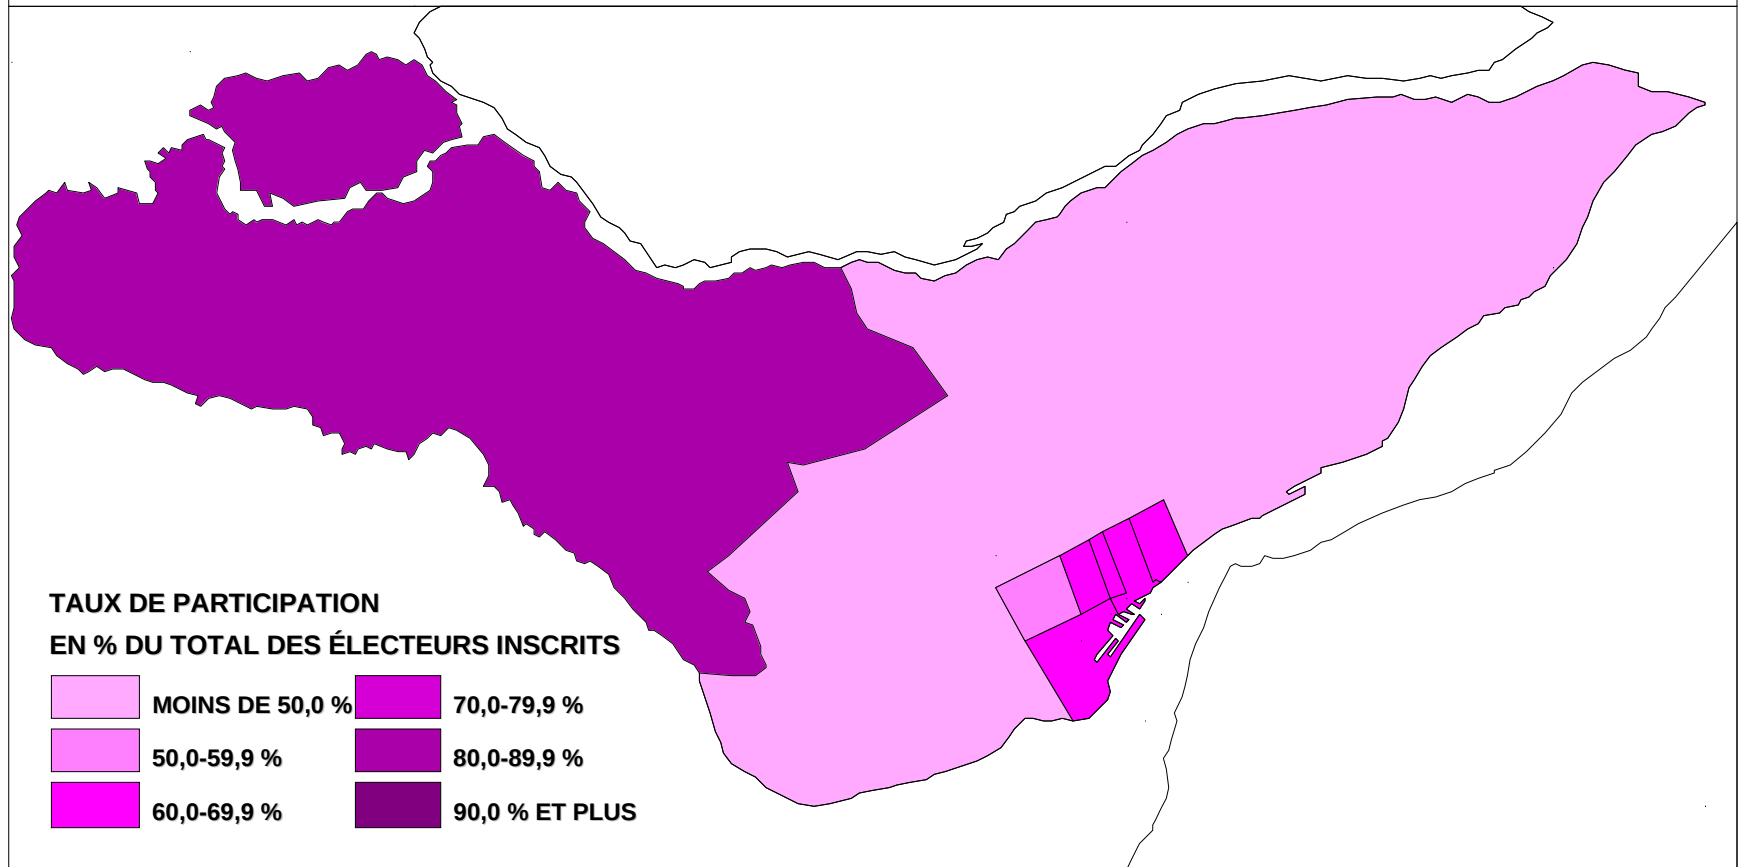 TAUX DE PARTICIPATION
EN % DU TOTAL DES ÉLECTEURS INSCRITS
MOINS DE 50,0 %
50,0-59,9 %
60,0-69,9 %
70,0-79,9 %
80,0-89,9 %
90,0 % ET PLUS